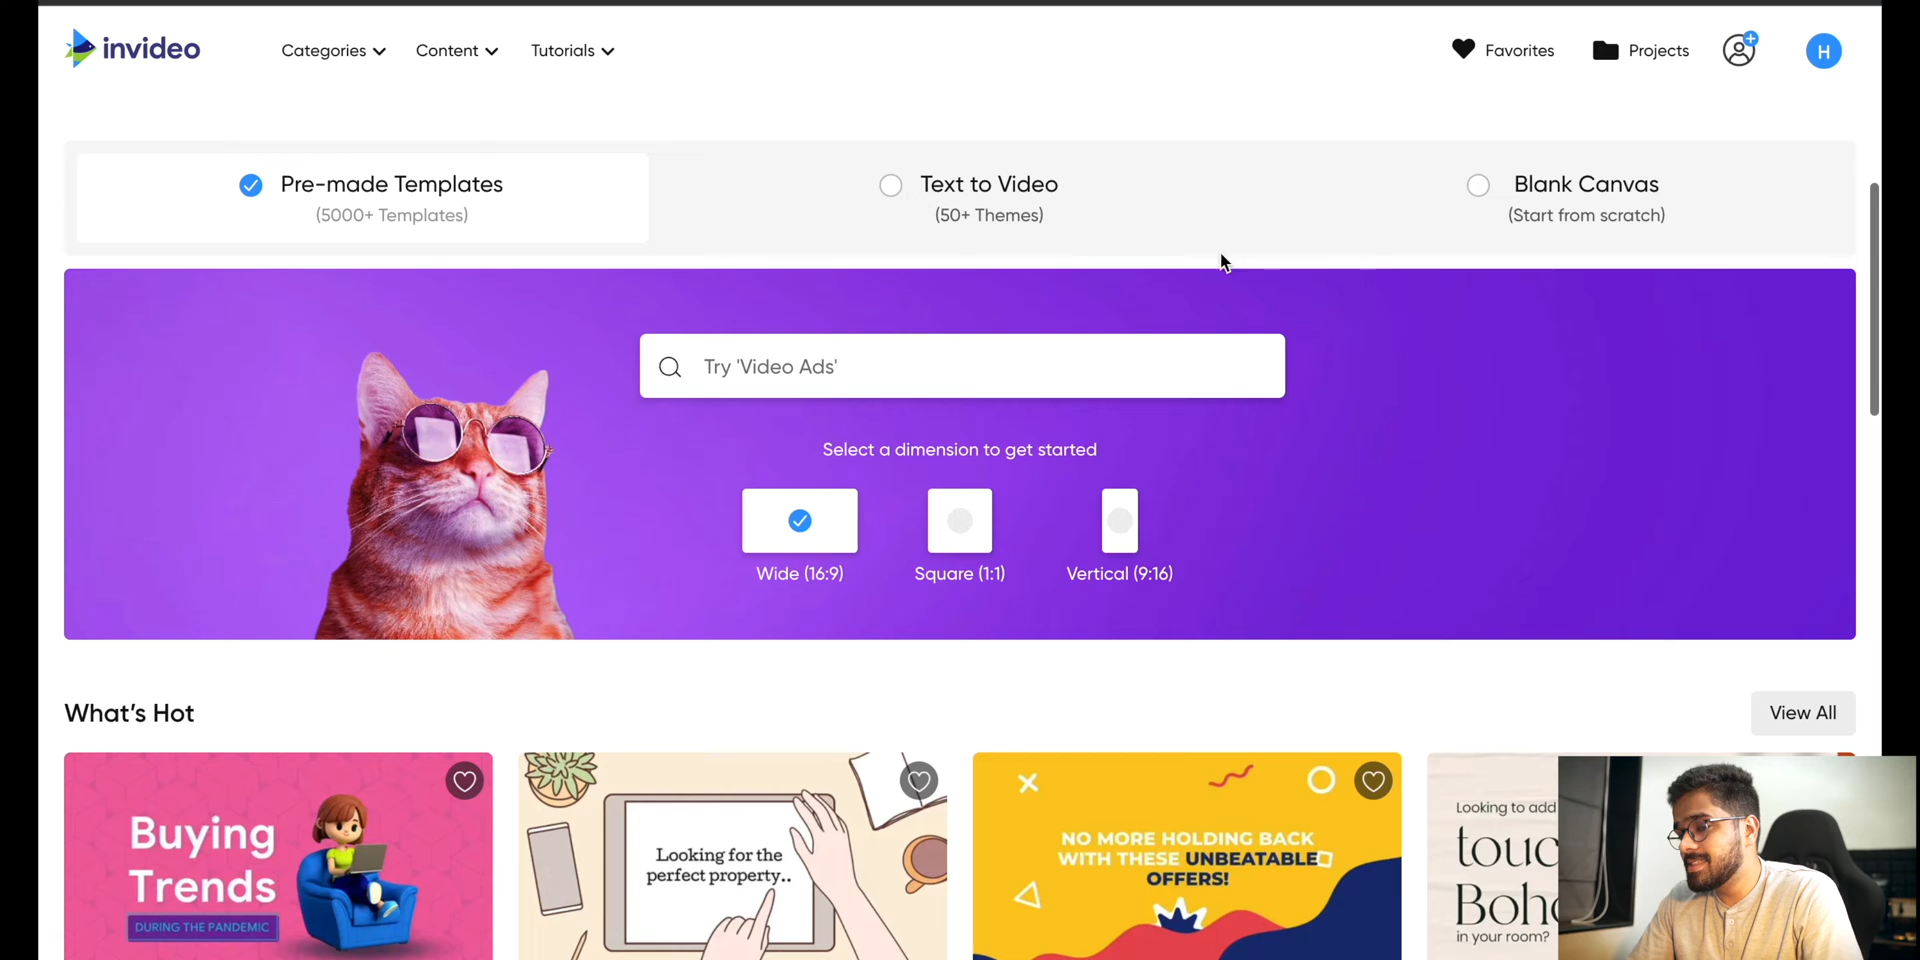 invideo
Categories
Content
Tutorials
Favorites
Projects
H
Pre-made Templates
(5000+ Templates)
Text to Video
(50+ Themes)
Blank Canvas
(Start from scratch)
Try 'Video Ads'
Select a dimension to get started
Wide (16:9)
Square (1:1)
Vertical (9:16)
What's Hot
View All
Buying
Trends
DURING THE PANDEMIC
Looking for the
perfect property..
NO MORE HOLDING BACK
WITH THESE UNBEATABLE
OFFERS!
Looking to add
in your room?